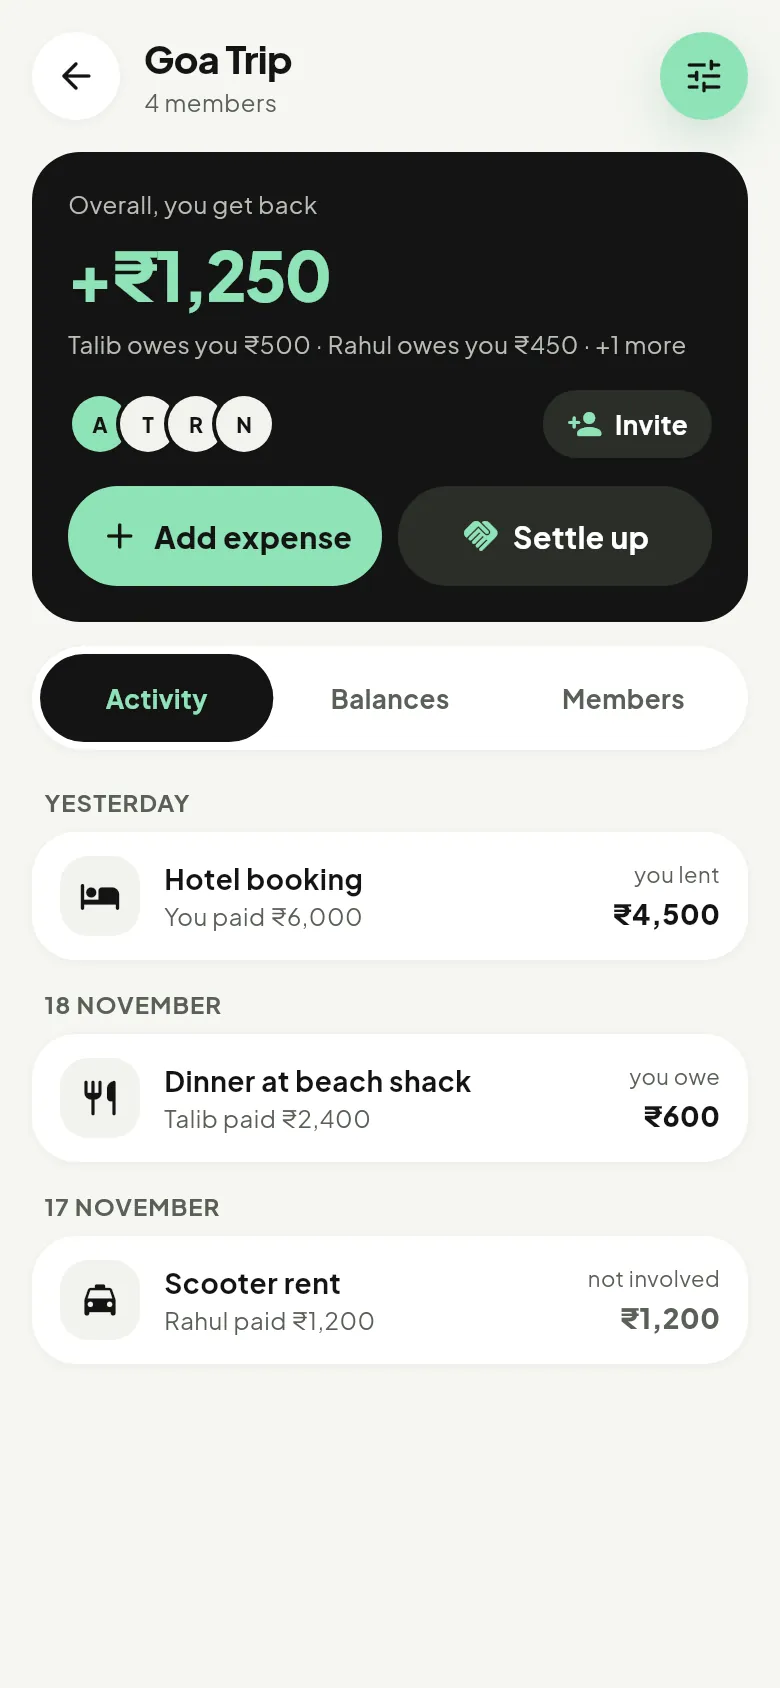 Goa Trip
4 members
Overall, you get back
+₹1,250
Talib owes you ₹500 · Rahul owes you ₹450 · +1 more
A T R N
Invite
Add expense
Settle up
Activity Balances Members
YESTERDAY
Hotel booking
You paid ₹6,000
you lent
₹4,500
18 NOVEMBER
Dinner at beach shack
Talib paid ₹2,400
you owe
₹600
17 NOVEMBER
Scooter rent
Rahul paid ₹1,200
not involved
₹1,200